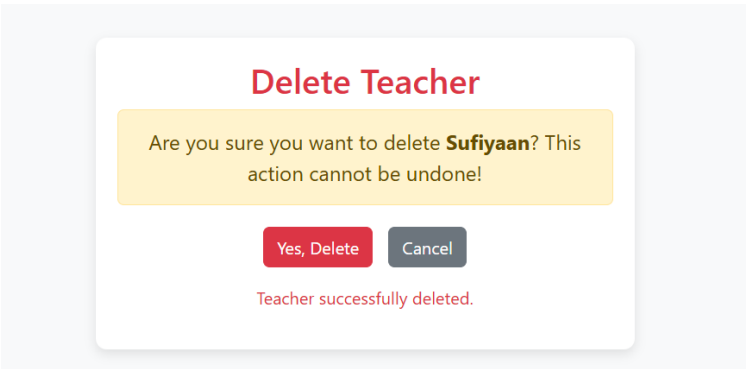 Delete Teacher
Are you sure you want to delete Sufiyaan? This
action cannot be undone!
Yes, Delete
Cancel
Teacher successfully deleted.